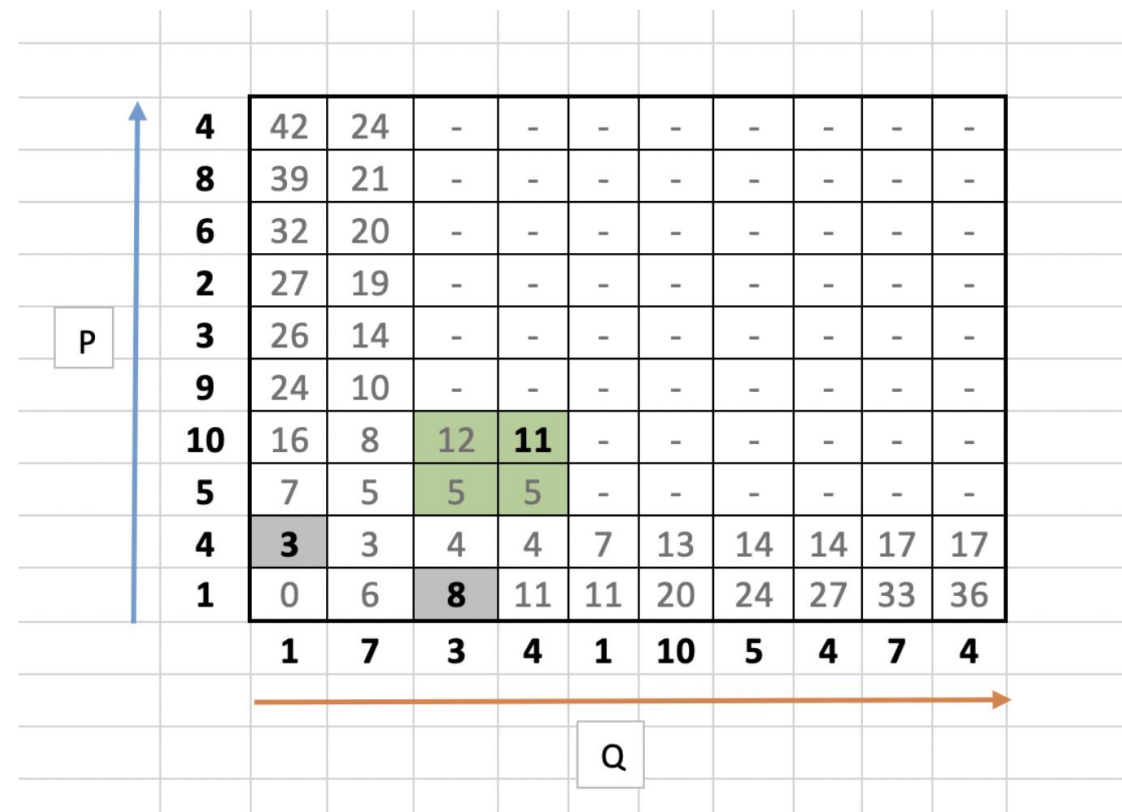 4 42 24 - - - - - - - -
8 39 21 - - - - - - - -
6 32 20 - - - - - - - -
2 27 19 - - - - - - - -
P 3 26 14 - - - - - - - -
9 24 10 - - - - - - - -
10 16 8 12 11 - - - - - -
5 7 5 5 5 - - - - - -
4 3 3 4 4 7 13 14 14 17 17
1 0 6 8 11 11 20 24 27 33 36
1 7 3 4 1 10 5 4 7 4
Q